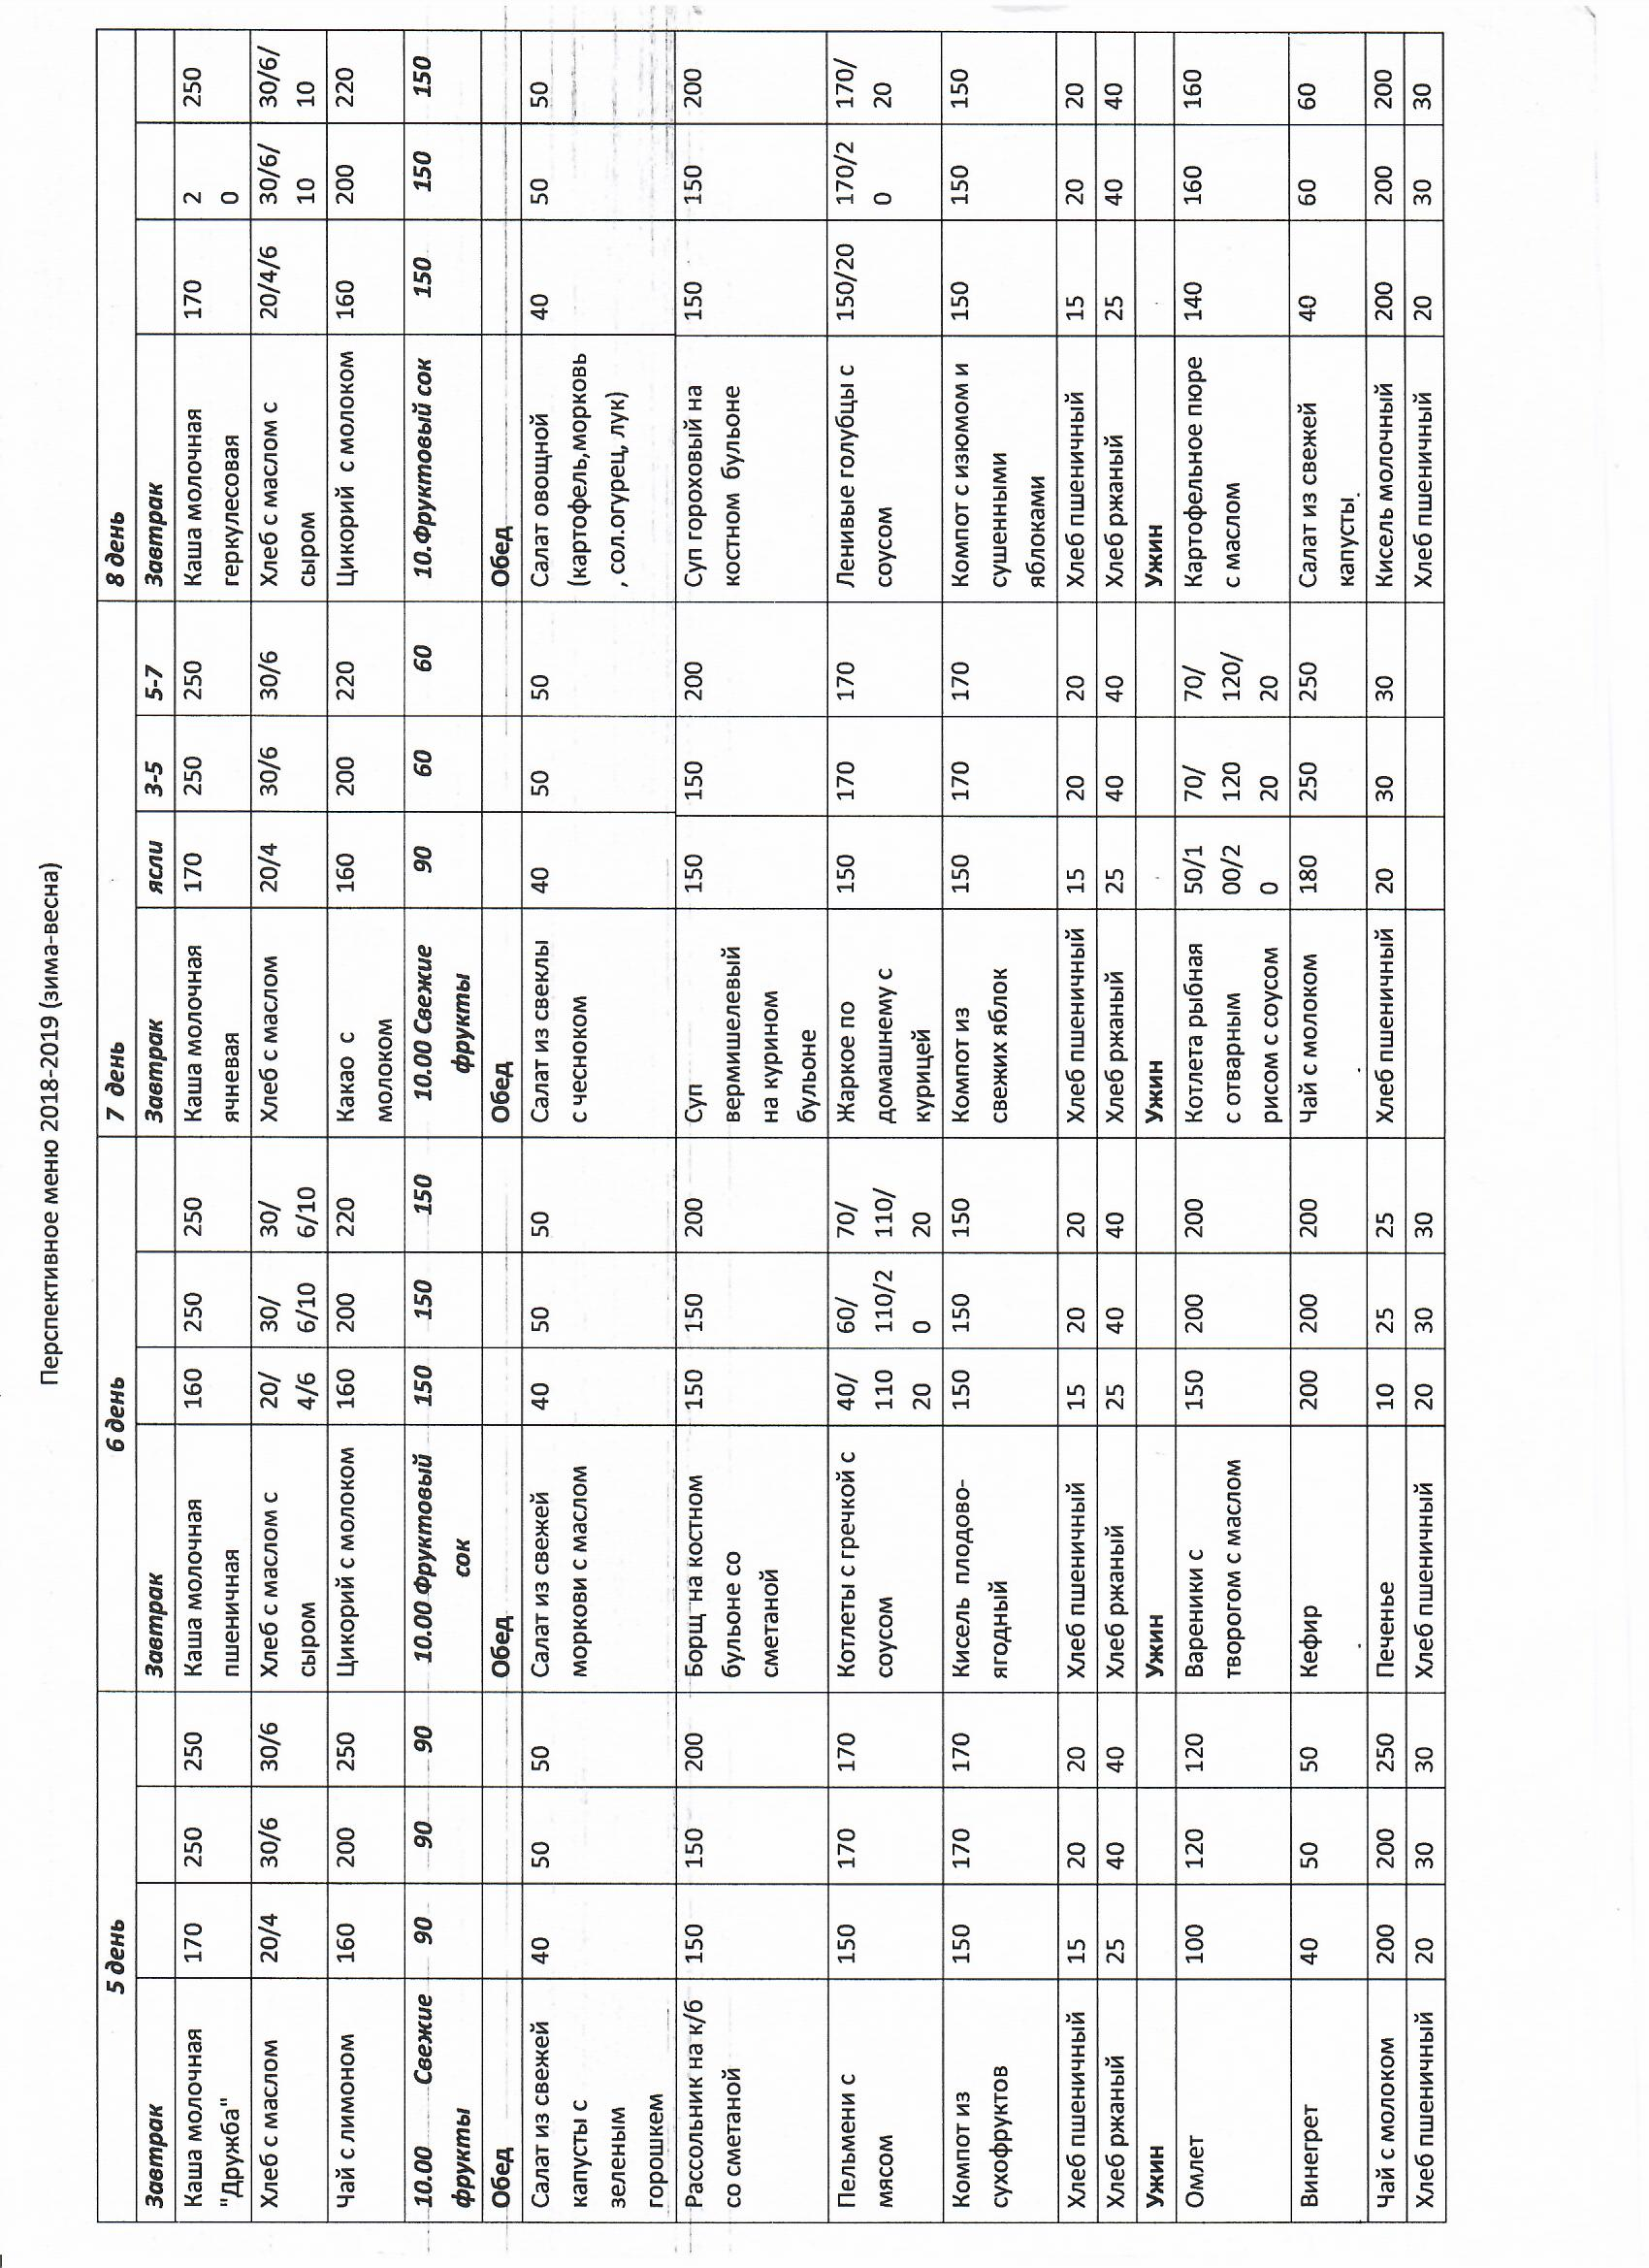 Перспективное меню 2018-2019 (зима-весна)
5 день 6 день 7 день 8 день
Завтрак Завтрак Завтрак ясли 3-5 5-7 Завтрак
Каша молочная 170 250 250 Каша молочная 160 250 250 Каша молочная 170 250 250 Каша молочная 170 2 250
"Дружба" пшеничная ячневая геркулесовая 0
Хлеб с маслом 20/4 30/6 30/6 Хлеб с маслом с 20/ 30/ 30/ Хлеб с маслом 20/4 30/6 30/6 Хлеб с маслом с 20/4/6 30/6/ 30/6/
сыром 4/6 6/10 6/10 сыром 10 10
Чай с лимоном 160 200 250 Цикорий с молоком 160 200 220 Какао с 160 200 220 Цикорий с молоком 160 200 220
молоком
10.00 Свежие 90 90 90 10.00 Фруктовый 150 150 150 10.00 Свежие 90 60 60 10.Фруктовый сок 150 150 150
фрукты сок фрукты
Обед Обед Обед Обед
Салат из свежей 40 50 50 Салат из свежей 40 50 50 Салат из свеклы 40 50 50 Салат овощной 40 50 50
капусты с моркови с маслом с чесноком (картофель,морковь
зеленым , сол.огурец, лук)
горошкем
Рассольник на к/б 150 150 200 Борщ на костном 150 150 200 Суп 150 150 200 Суп гороховый на 150 150 200
со сметаной бульоне со вермишелевый костном бульоне
сметаной на курином
бульоне
Пельмени с 150 170 170 Котлеты с гречкой с 40/ 60/ 70/ Жаркое по 150 170 170 Ленивые голубцы с 150/20 170/2 170/
мясом соусом 110 110/2 110/ домашнему с соусом 0 20
20 0 20 курицей
Компот из 150 170 170 Кисель плодово- 150 150 150 Компот из 150 170 170 Компот с изюмом и 150 150 150
сухофруктов ягодный свежих яблок сушенными
яблоками
Хлеб пшеничный 15 20 20 Хлеб пшеничный 15 20 20 Хлеб пшеничный 15 20 20 Хлеб пшеничный 15 20 20
Хлеб ржаный 25 40 40 Хлеб ржаный 25 40 40 Хлеб ржаный 25 40 40 Хлеб ржаный 25 40 40
Ужин Ужин Ужин Ужин
Омлет 100 120 120 Вареники с 150 200 200 Котлета рыбная 50/1 70/ 70/ Картофельное пюре 140 160 160
творогом с маслом с отварным 00/2 120 120/ с маслом
рисом с соусом 0 20 20
Винегрет 40 50 50 Кефир 200 200 200 Чай с молоком 180 250 250 Салат из свежей 40 60 60
капусты.
Чай с молоком 200 200 250 Печенье 10 25 25 Хлеб пшеничный 20 30 30 Кисель молочный 200 200 200
Хлеб пшеничный 20 30 30 Хлеб пшеничный 20 30 30 Хлеб пшеничный 20 30 30